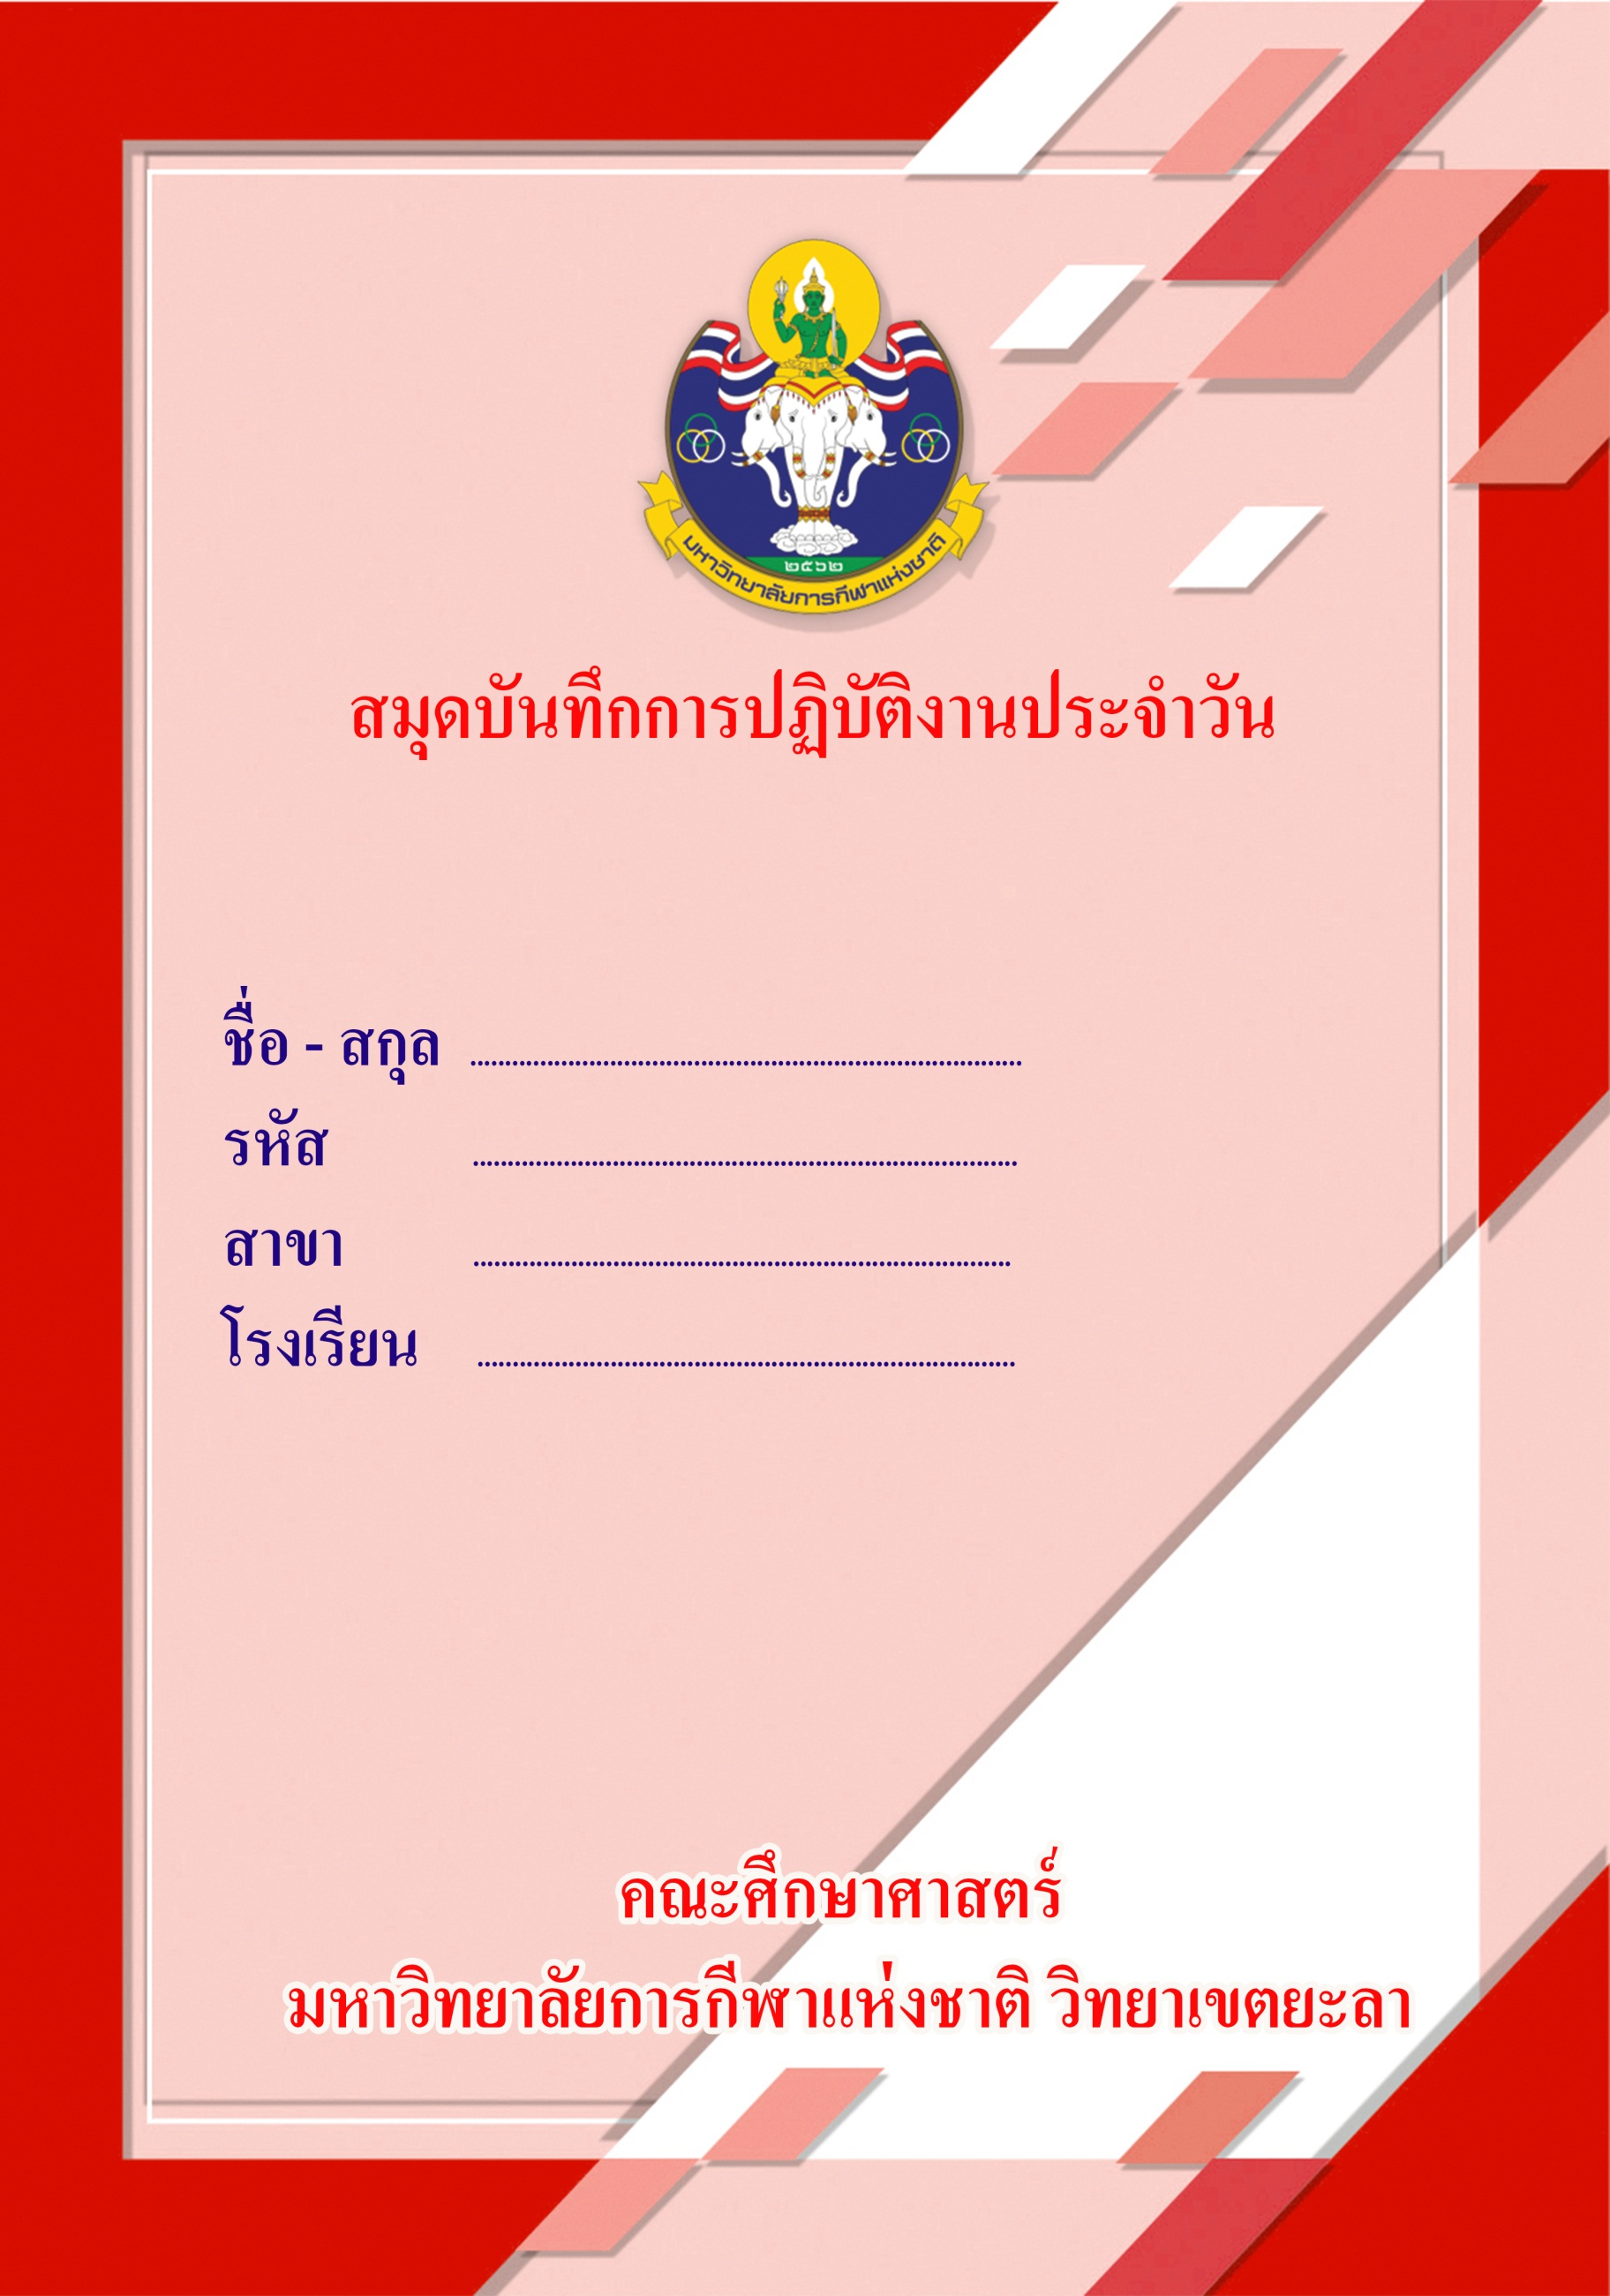 ๒๕๖๒
มหาวิทยาลัยการกีฬาแห่งชาติ
สมุดบันทึกการปฏิบัติงานประจำวัน
ชื่อ - สกุล ...............................................................................
รหัส ..............................................................................
สาขา .............................................................................
โรงเรียน .............................................................................
คณะศึกษาศาสตร์
มหาวิทยาลัยการกีฬาแห่งชาติ วิทยาเขตยะลา